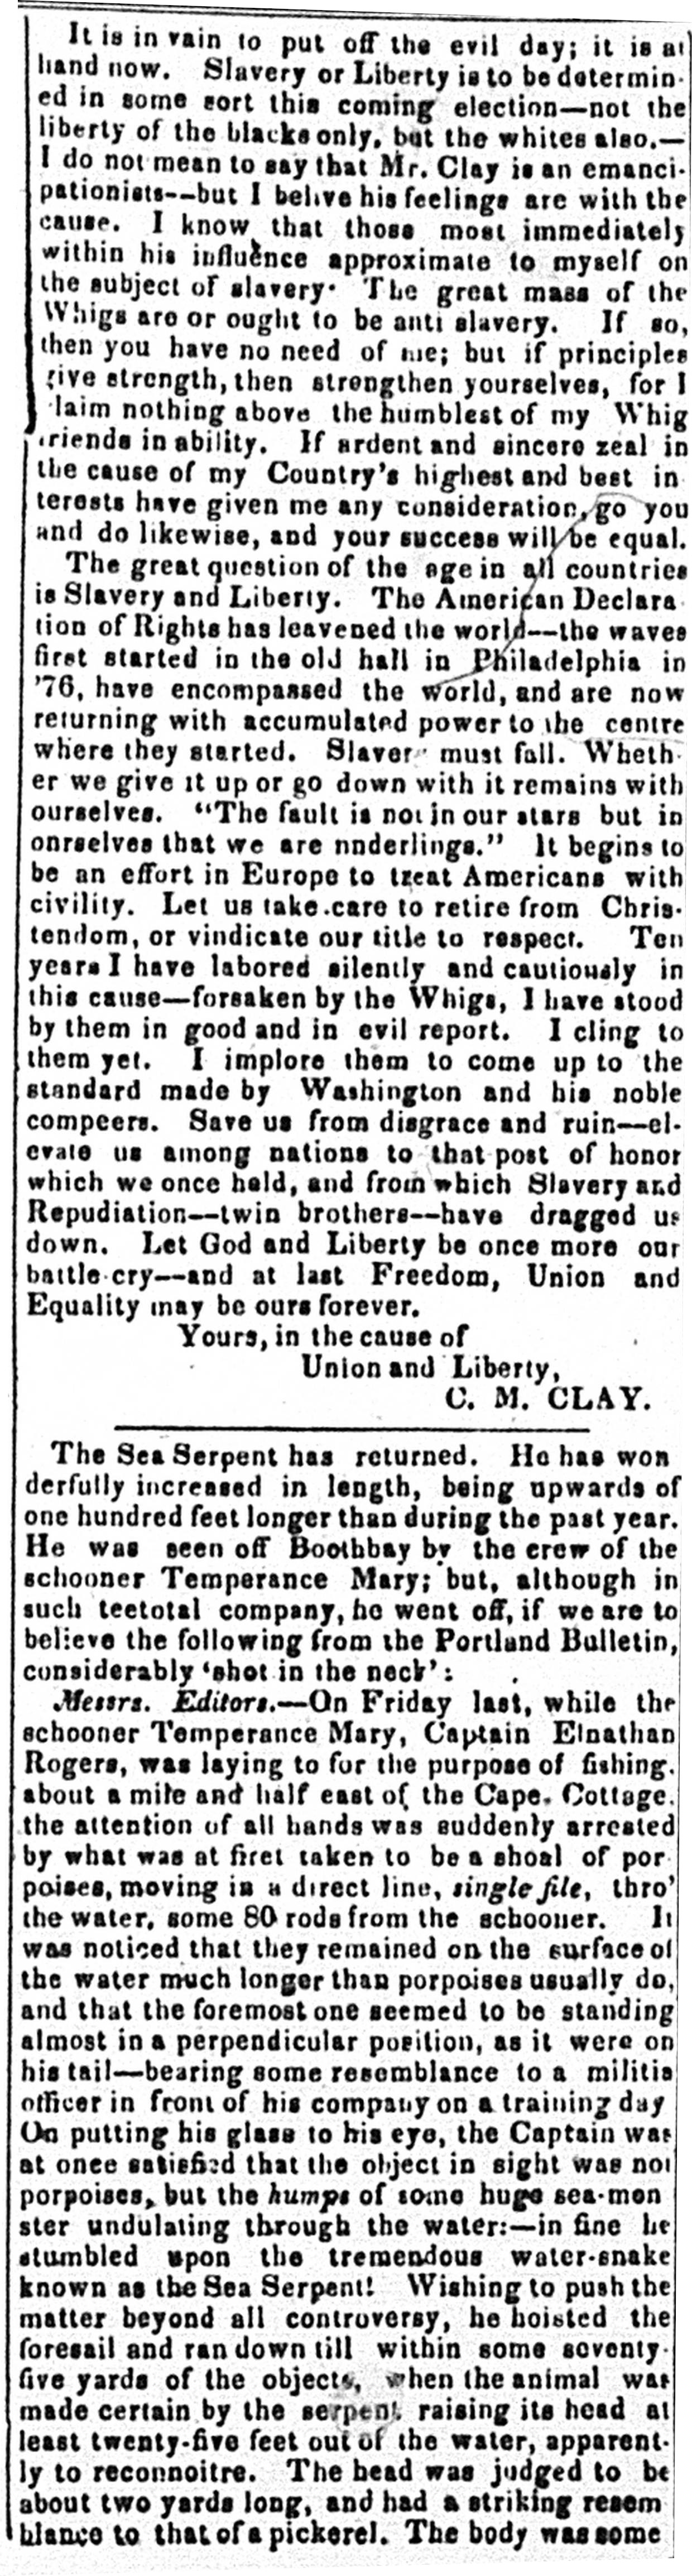 It is in vain to put off the evil day; it is at
hand now. Slavery or Liberty is to be determin-
ed in some sort this coming election—not the
liberty of the blacks only, but the whites also.—
I do not mean to say that Mr. Clay is an emanci-
pationists--but I belive his feelings are with the
cause. I know that those most immediately
within his influence approximate to myself on
the subject of slavery. The great mass of the
Whigs are or ought to be anti slavery. If so,
then you have no need of me; but if principles
give strength, then strengthen yourselves, for I
laim nothing above the humblest of my Whig
riends in ability. If ardent and sincere zeal in
the cause of my Country's highest and best in
terests have given me any consideration, go you
and do likewise, and your success will be equal.
The great question of the age in all countries
is Slavery and Liberty. The American Declara
tion of Rights has leavened the world—the waves
first started in the old hall in Philadelphia in
'76, have encompassed the world, and are now
returning with accumulated power to the centre
where they started. Slaver must fall. Wheth-
er we give it up or go down with it remains with
ourselves. "The fault is not in our stars but in
onrselves that we are nnderlings." It begins to
be an effort in Europe to treat Americans with
civility. Let us take care to retire from Chris-
tendom, or vindicate our title to respect. Ten
years I have labored silently and cautiously in
this cause—forsaken by the Whigs, I have stood
by them in good and in evil report. I cling to
them yet. I implore them to come up to the
standard made by Washington and his noble
compeers. Save us from disgrace and ruin—el-
evate us among nations to that post of honor
which we once held, and from which Slavery and
Repudiation--twin brothers--have dragged us
down. Let God and Liberty be once more our
battle-cry--and at last Freedom, Union and
Equality may be ours forever.
Yours, in the cause of
Union and Liberty,
C. M. CLAY.
The Sea Serpent has returned. He has won
derfully increased in length, being upwards of
one hundred feet longer than during the past year.
He was seen off Boothbay by the crew of the
schooner Temperance Mary; but, although in
such teetotal company, he went off, if we are to
believe the following from the Portland Bulletin,
considerably 'shot in the neck':
Messrs. Editors.—On Friday last, while the
schooner Temperance Mary, Captain Elnathan
Rogers, was laying to for the purpose of fishing.
about a mile and half east of the Cape. Cottage.
the attention of all hands was suddenly arrested
by what was at first taken to be a shoal of por
poises, moving in a direct line, single file, thro'
the water, some 80 rods from the schooner. It
was noticed that they remained on the surface of
the water much longer than porpoises usually do,
and that the foremost one seemed to be standing
almost in a perpendicular position, as it were on
his tail—bearing some resemblance to a militia
officer in front of his company on a training day
On putting his glass to his eye, the Captain was
at once satisfied that the object in sight was not
porpoises, but the humps of some huge sea-mon
ster undulating through the water:—in fine he
stumbled upon the tremendous water-snake
known as the Sea Serpent! Wishing to push the
matter beyond all controversy, he hoisted the
foresail and ran down till within some seventy-
five yards of the objects, when the animal was
made certain by the serpent raising its head at
least twenty-five feet out of the water, apparent-
ly to reconnoitre. The head was judged to be
about two yards long, and had a striking resem
blance to that of a pickerel. The body was some